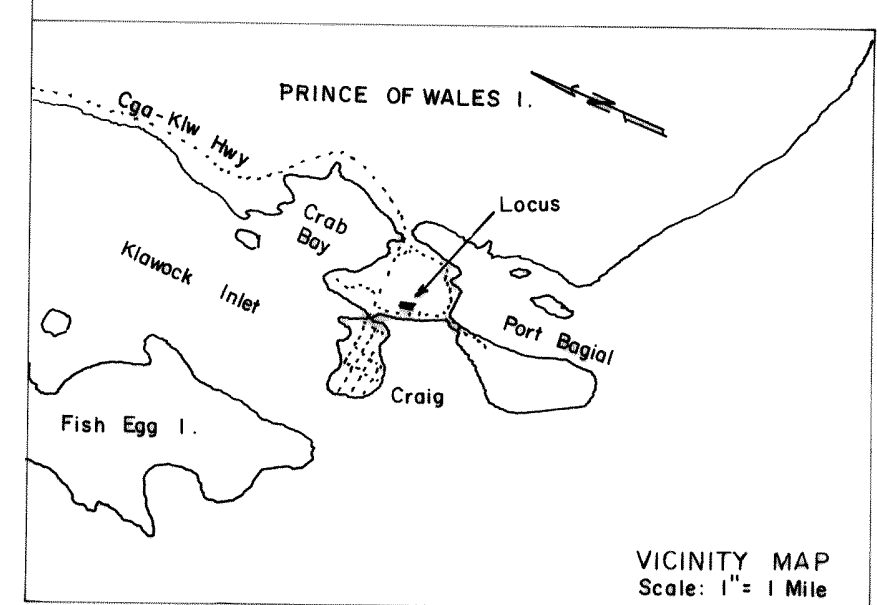 PRINCE OF WALES I.
Cga-Klw Hwy
Locus
Crab
Bay
Klawock Inlet
Port Bagial
Craig
Fish Egg I.
VICINITY MAP
Scale: 1"= 1 Mile